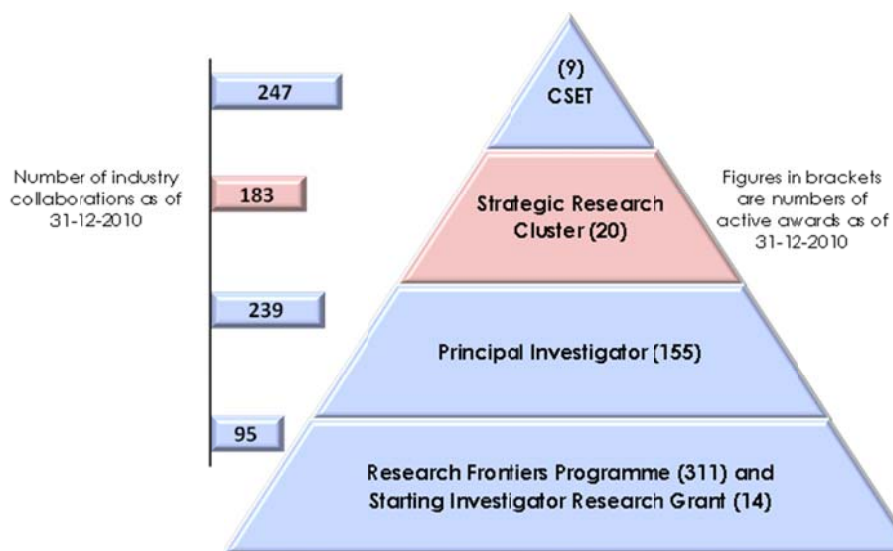 (9)
CSET
247
Number of industry
collaborations as of
31-12-2010
183
Strategic Research
Cluster (20)
Figures in brackets
are numbers of
active awards as of
31-12-2010
239
Principal Investigator (155)
95
Research Frontiers Programme (311) and
Starting Investigator Research Grant (14)